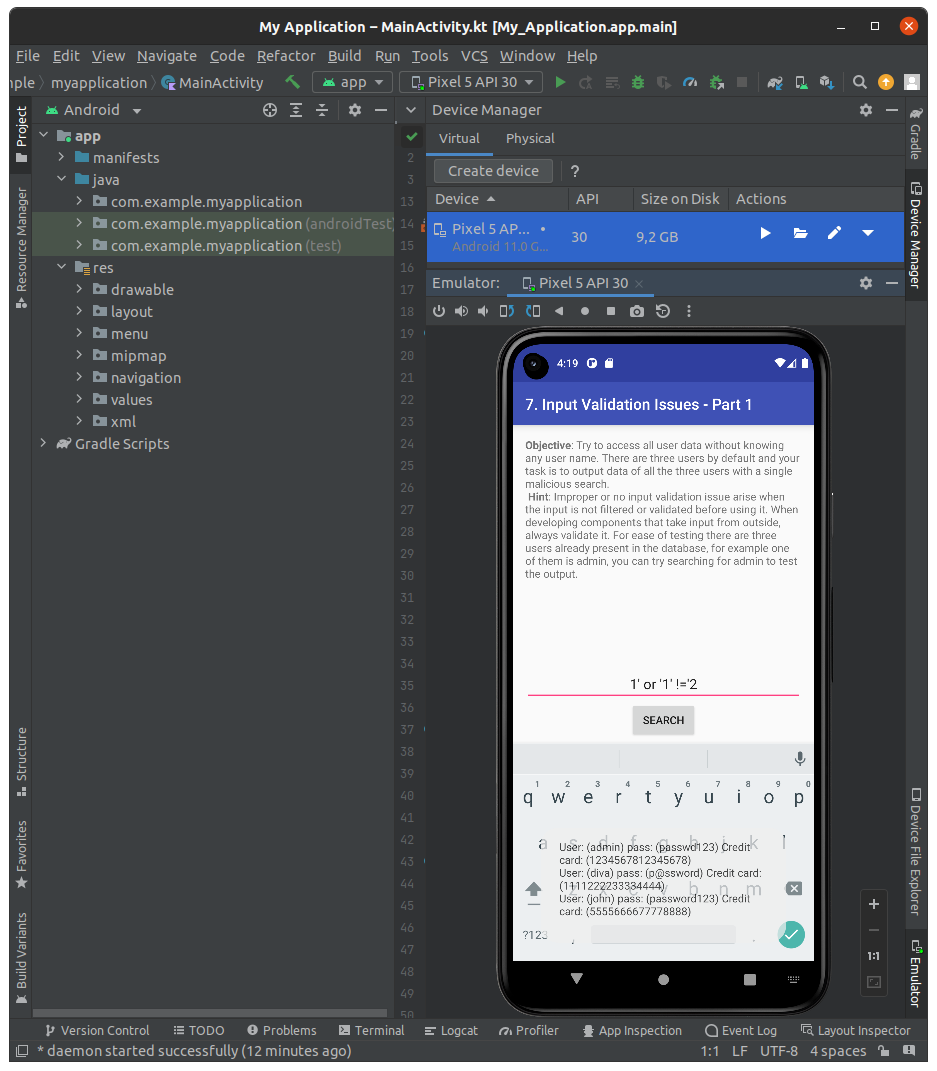 My Application – MainActivity.kt [My_Application.app.main]
File Edit View Navigate Code Refactor Build Run Tools VCS Window Help
ple myapplication MainActivity app Pixel 5 API 30
Project
Resource Manager
Structure
Favorites
Build Variants
Android
app
manifests
java
com.example.myapplication
com.example.myapplication (androidTest)
com.example.myapplication (test)
res
drawable
layout
menu
mipmap
navigation
values
xml
Gradle Scripts
2
3
13
14
15
16
17
18
19
20
21
22
23
24
25
26
27
28
29
30
31
32
33
34
35
36
37
38
39
40
41
42
43
44
45
46
47
48
49
50
Device Manager
Virtual Physical
Create device ?
Device API Size on Disk Actions
Pixel 5 AP... 30 9,2 GB
Android 11.0 G...
Emulator: Pixel 5 API 30
4:19
7. Input Validation Issues - Part 1
Objective: Try to access all user data without knowing
any user name. There are three users by default and your
task is to output data of all the three users with a single
malicious search.
Hint: Improper or no input validation issue arise when
the input is not filtered or validated before using it. When
developing components that take input from outside,
always validate it. For ease of testing there are three
users already present in the database, for example one
of them is admin, you can try searching for admin to test
the output.
1' or '1' !='2
SEARCH
1 2 3 4 5 6 7 8 9 0
q w e r t y u i o p
a s d f g h j k l
User: (admin) pass: (passwd123) Credit
card: (1234567812345678)
User: (diva) pass: (p@ssword) Credit card:
(1111222233334444)
z x c v b n m
User: (john) pass: (password123) Credit
card: (5555666677778888)
?123 , .
1:1
Gradle
Device Manager
Device File Explorer
Emulator
Version Control TODO Problems Terminal Logcat Profiler App Inspection Event Log Layout Inspector
* daemon started successfully (12 minutes ago) 1:1 LF UTF-8 4 spaces